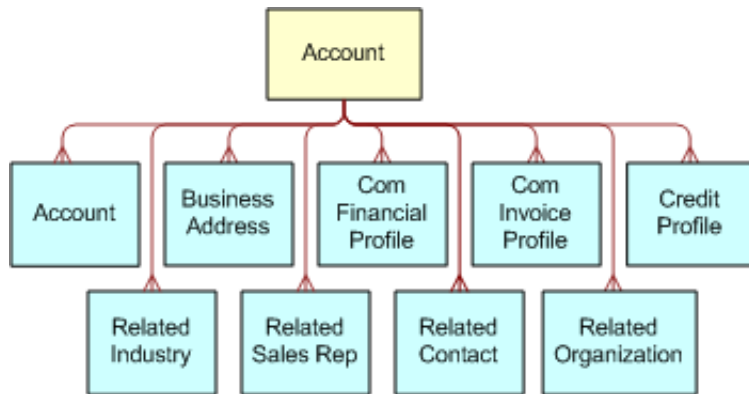 Account
Account
Business
Address
Com
Financial
Profile
Com
Invoice
Profile
Credit
Profile
Related
Industry
Related
Sales Rep
Related
Contact
Related
Organization